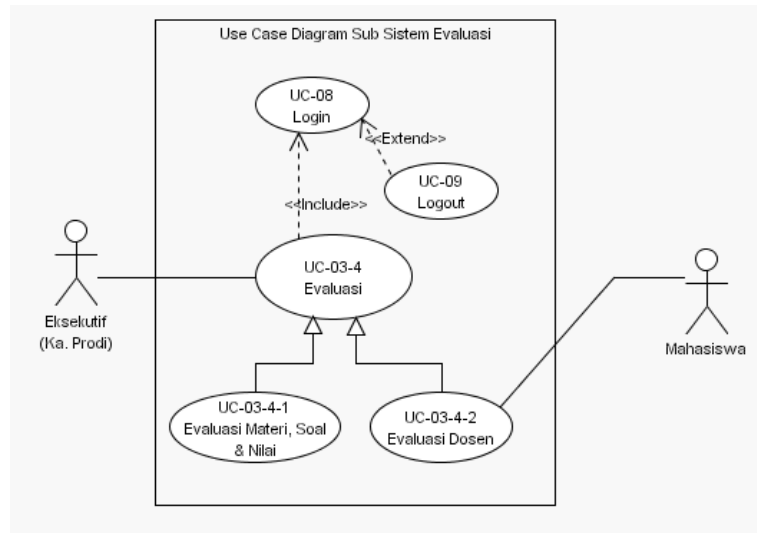 Use Case Diagram Sub Sistem Evaluasi
UC-08
Login
<<Extend>>
UC-09
Logout
<<Include>>
UC-03-4
Evaluasi
Eksekutif
(Ka. Prodi)
Mahasiswa
UC-03-4-1
Evaluasi Materi, Soal
& Nilai
UC-03-4-2
Evaluasi Dosen